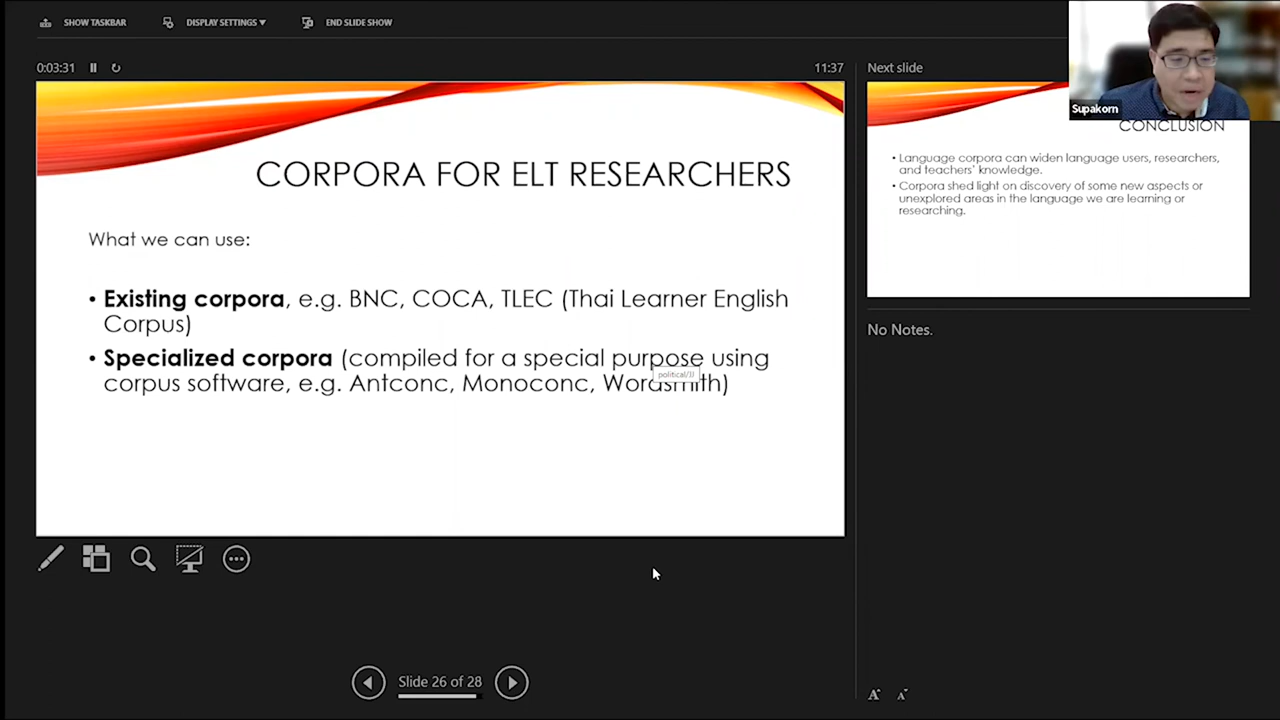 SHOW TASKBAR
DISPLAY SETTINGS ▾
END SLIDE SHOW
0:03:31
11:37
Next slide
Supakorn
CORPORA FOR ELT RESEARCHERS
What we can use:
• Existing corpora, e.g. BNC, COCA, TLEC (Thai Learner English
Corpus)
• Specialized corpora (compiled for a special purpose using
corpus software, e.g. Antconc, Monoconc, Wordsmith)
political/JJ
CONCLUSION
• Language corpora can widen language users, researchers,
and teachers' knowledge.
• Corpora shed light on discovery of some new aspects or
unexplored areas in the language we are learning or
researching.
No Notes.
Slide 26 of 28
A A